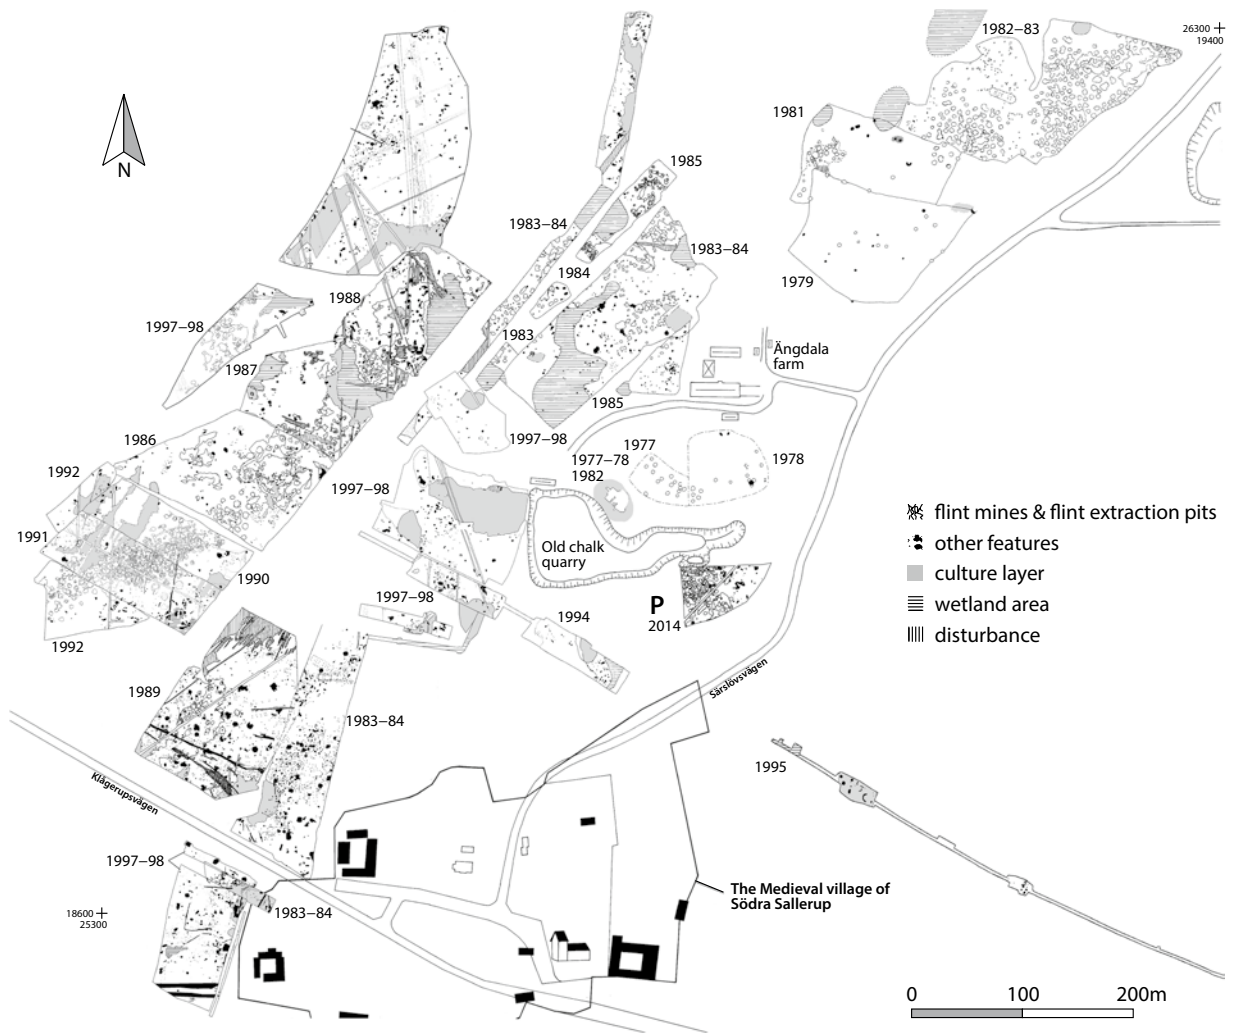 1982–83
26300
19400
1981
1985
1983–84
1983–84
1984
1979
1988
1997–98
1983
Ängdala
farm
1987
1985
1986
1997–98
1977
1977–78
1982
1978
1992
1997–98
1991
Old chalk
quarry
1990
flint mines & flint extraction pits
other features
culture layer
wetland area
disturbance
1997–98
P
2014
1994
1992
Särslövsvägen
1989
1983–84
Klågerupsvägen
1995
1997–98
The Medieval village of
Södra Sallerup
1983–84
18600
25300
0 100 200m
N